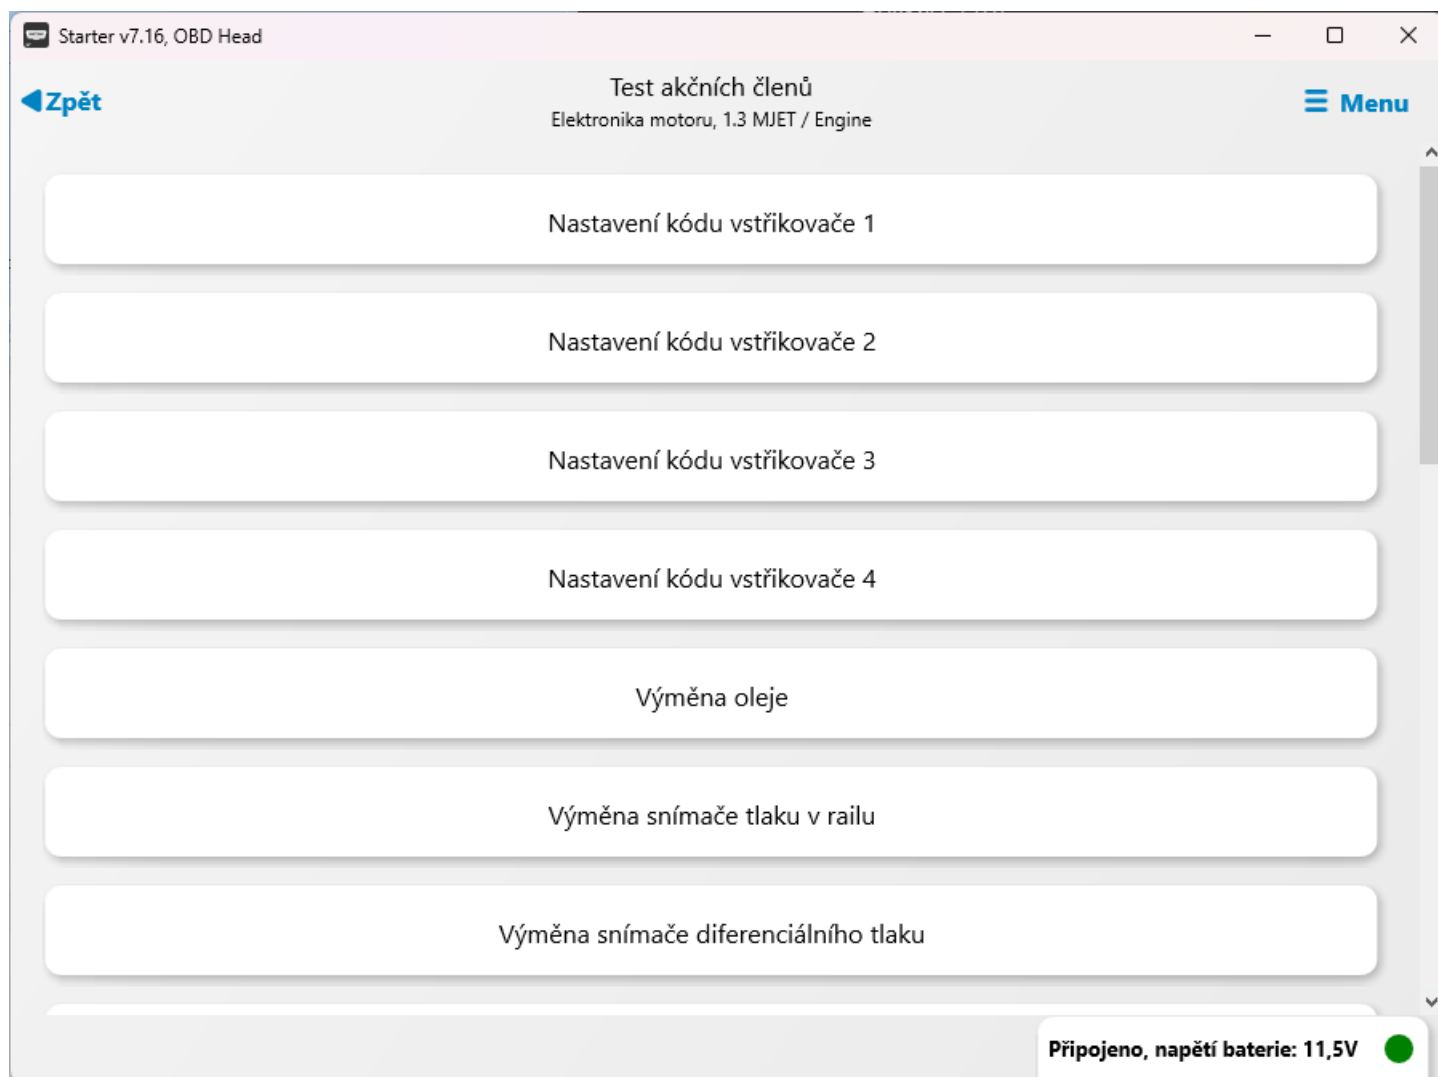 Starter v7.16, OBD Head
Zpět
Test akčních členů
Elektronika motoru, 1.3 MJET / Engine
Menu
Nastavení kódu vstřikovače 1
Nastavení kódu vstřikovače 2
Nastavení kódu vstřikovače 3
Nastavení kódu vstřikovače 4
Výměna oleje
Výměna snímače tlaku v railu
Výměna snímače diferenciálního tlaku
Připojeno, napětí baterie: 11,5V